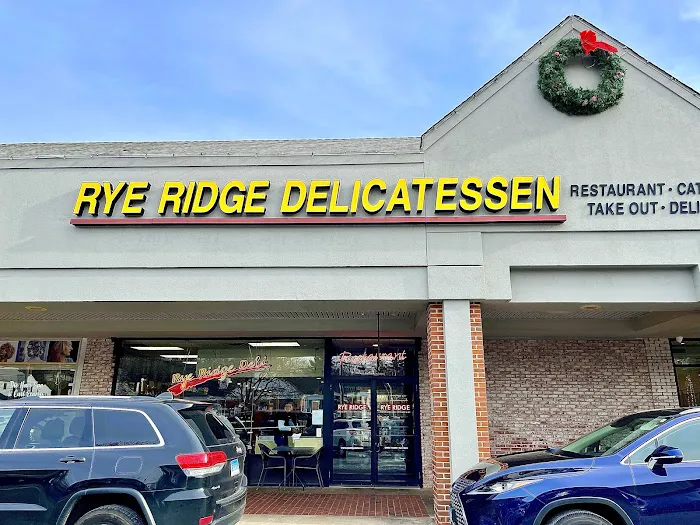 RYE RIDGE DELICATESSEN
RESTAURANT · CAT
TAKE OUT · DELI
Rye Ridge Deli
Restaurant
RYE RIDGE
RYE RIDGE